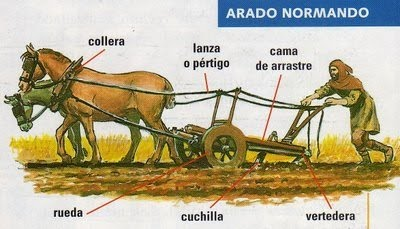 ARADO NORMANDO
collera
lanza
o pértigo
cama
de arrastre
rueda
cuchilla
vertedera